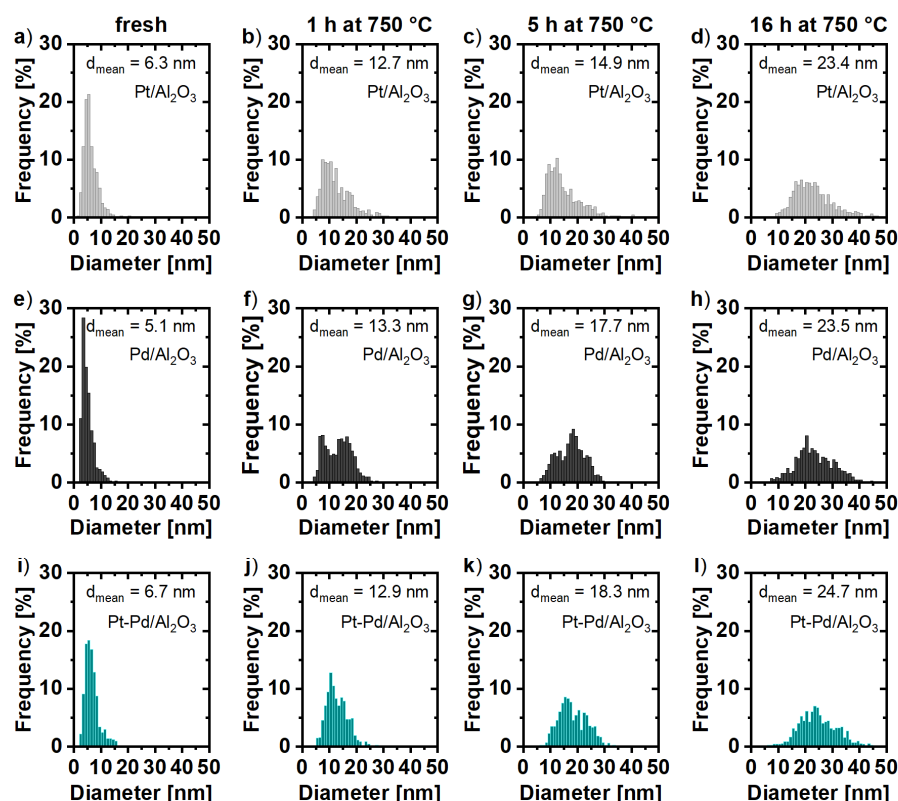 fresh
1 h at 750 °C
5 h at 750 °C
16 h at 750 °C
a)
30
20
10
0
Frequency [%]
d_mean = 6.3 nm
Pt/Al₂O₃
0 10 20 30 40 50
Diameter [nm]
b)
30
20
10
0
Frequency [%]
d_mean = 12.7 nm
Pt/Al₂O₃
0 10 20 30 40 50
Diameter [nm]
c)
30
20
10
0
Frequency [%]
d_mean = 14.9 nm
Pt/Al₂O₃
0 10 20 30 40 50
Diameter [nm]
d)
30
20
10
0
Frequency [%]
d_mean = 23.4 nm
Pt/Al₂O₃
0 10 20 30 40 50
Diameter [nm]
e)
30
20
10
0
Frequency [%]
d_mean = 5.1 nm
Pd/Al₂O₃
0 10 20 30 40 50
Diameter [nm]
f)
30
20
10
0
Frequency [%]
d_mean = 13.3 nm
Pd/Al₂O₃
0 10 20 30 40 50
Diameter [nm]
g)
30
20
10
0
Frequency [%]
d_mean = 17.7 nm
Pd/Al₂O₃
0 10 20 30 40 50
Diameter [nm]
h)
30
20
10
0
Frequency [%]
d_mean = 23.5 nm
Pd/Al₂O₃
0 10 20 30 40 50
Diameter [nm]
i)
30
20
10
0
Frequency [%]
d_mean = 6.7 nm
Pt-Pd/Al₂O₃
0 10 20 30 40 50
Diameter [nm]
j)
30
20
10
0
Frequency [%]
d_mean = 12.9 nm
Pt-Pd/Al₂O₃
0 10 20 30 40 50
Diameter [nm]
k)
30
20
10
0
Frequency [%]
d_mean = 18.3 nm
Pt-Pd/Al₂O₃
0 10 20 30 40 50
Diameter [nm]
l)
30
20
10
0
Frequency [%]
d_mean = 24.7 nm
Pt-Pd/Al₂O₃
0 10 20 30 40 50
Diameter [nm]